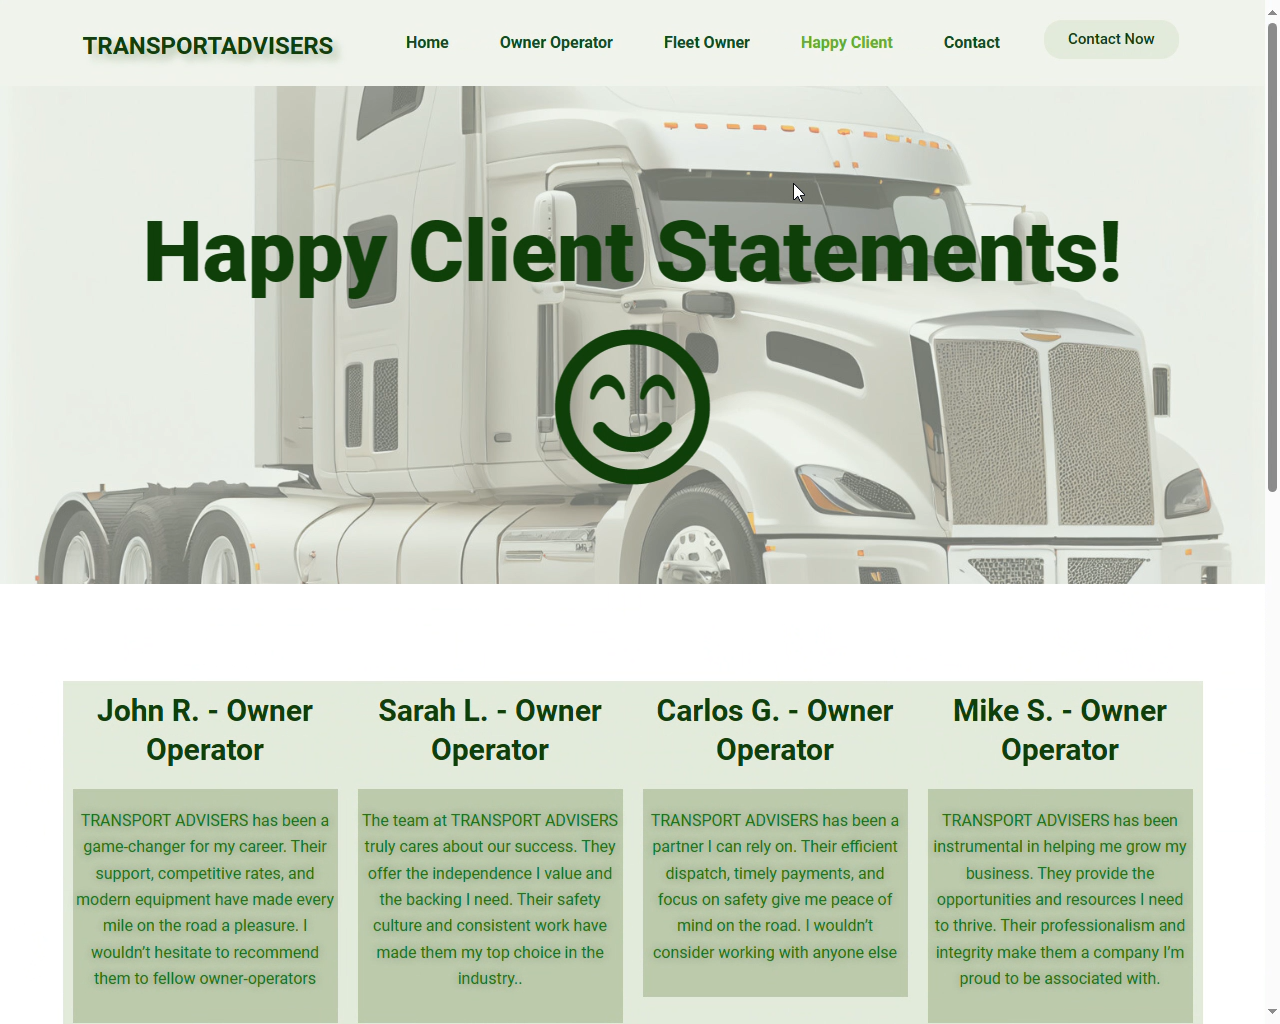 TRANSPORTADVISERS
Home
Owner Operator
Fleet Owner
Happy Client
Contact
Contact Now
Happy Client Statements!
John R. - Owner
Operator
TRANSPORT ADVISERS has been a
game-changer for my career. Their
support, competitive rates, and
modern equipment have made every
mile on the road a pleasure. I
wouldn’t hesitate to recommend
them to fellow owner-operators
Sarah L. - Owner
Operator
The team at TRANSPORT ADVISERS
truly cares about our success. They
offer the independence I value and
the backing I need. Their safety
culture and consistent work have
made them my top choice in the
industry..
Carlos G. - Owner
Operator
TRANSPORT ADVISERS has been a
partner I can rely on. Their efficient
dispatch, timely payments, and
focus on safety give me peace of
mind on the road. I wouldn’t
consider working with anyone else
Mike S. - Owner
Operator
TRANSPORT ADVISERS has been
instrumental in helping me grow my
business. They provide the
opportunities and resources I need
to thrive. Their professionalism and
integrity make them a company I’m
proud to be associated with.